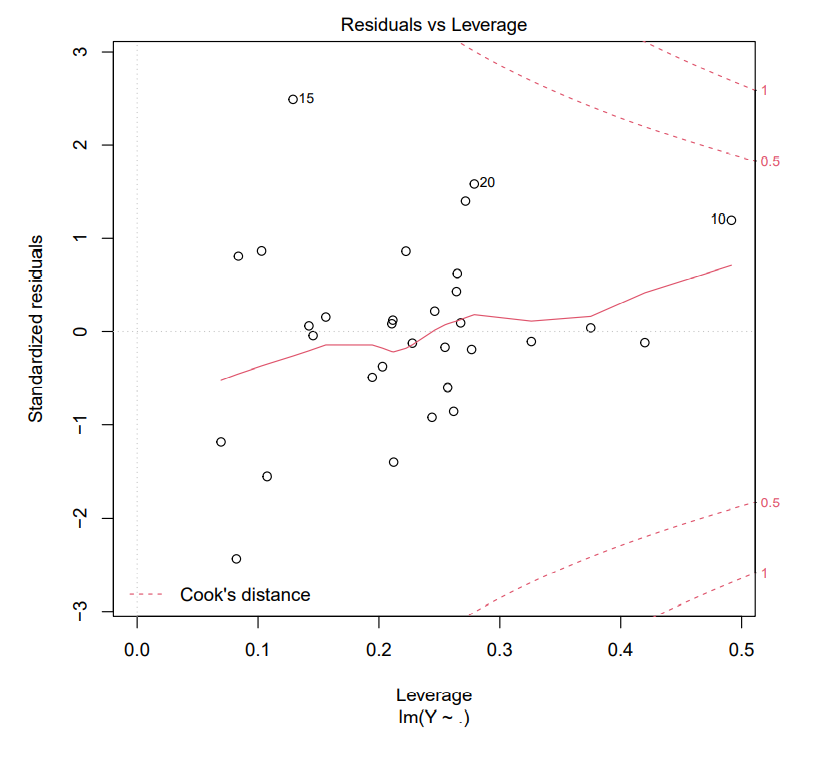 Residuals vs Leverage
Standardized residuals
3
2
1
0
−1
−2
−3
15
20
10
1
0.5
0.5
1
Cook's distance
0.0 0.1 0.2 0.3 0.4 0.5
Leverage
lm(Y ~ .)